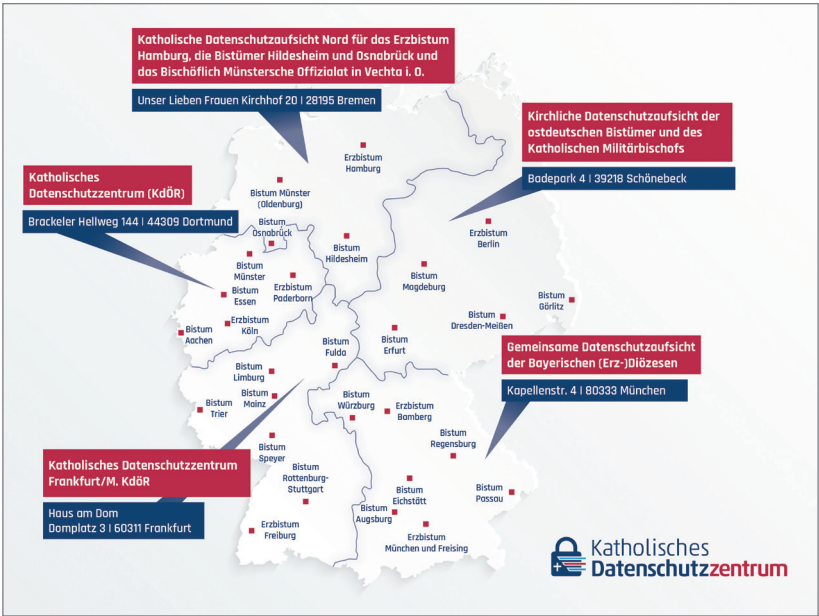 Katholische Datenschutzaufsicht Nord für das Erzbistum
Hamburg, die Bistümer Hildesheim und Osnabrück und
das Bischöflich Münstersche Offizialat in Vechta i. O.
Unser Lieben Frauen Kirchhof 20 | 28195 Bremen
Kirchliche Datenschutzaufsicht der
ostdeutschen Bistümer und des
Katholischen Militärbischofs
Badepark 4 | 39218 Schönebeck
Katholisches
Datenschutzzentrum (KdÖR)
Brackeler Hellweg 144 | 44309 Dortmund
Erzbistum
Hamburg
Bistum Münster
(Oldenburg)
Bistum
Osnabrück
Bistum
Hildesheim
Erzbistum
Berlin
Bistum
Münster
Bistum
Essen
Erzbistum
Paderborn
Bistum
Magdeburg
Bistum
Görlitz
Erzbistum
Köln
Bistum
Aachen
Bistum
Dresden-Meißen
Bistum
Erfurt
Bistum
Fulda
Gemeinsame Datenschutzaufsicht
der Bayerischen (Erz-)Diözesen
Kapellenstr. 4 | 80333 München
Bistum
Limburg
Bistum
Mainz
Bistum
Trier
Bistum
Würzburg
Erzbistum
Bamberg
Bistum
Speyer
Bistum
Regensburg
Katholisches Datenschutzzentrum
Frankfurt/M. KdöR
Haus am Dom
Domplatz 3 | 60311 Frankfurt
Bistum
Rottenburg-
Stuttgart
Bistum
Eichstätt
Bistum
Passau
Bistum
Augsburg
Erzbistum
Freiburg
Erzbistum
München und Freising
Katholisches
Datenschutzzentrum